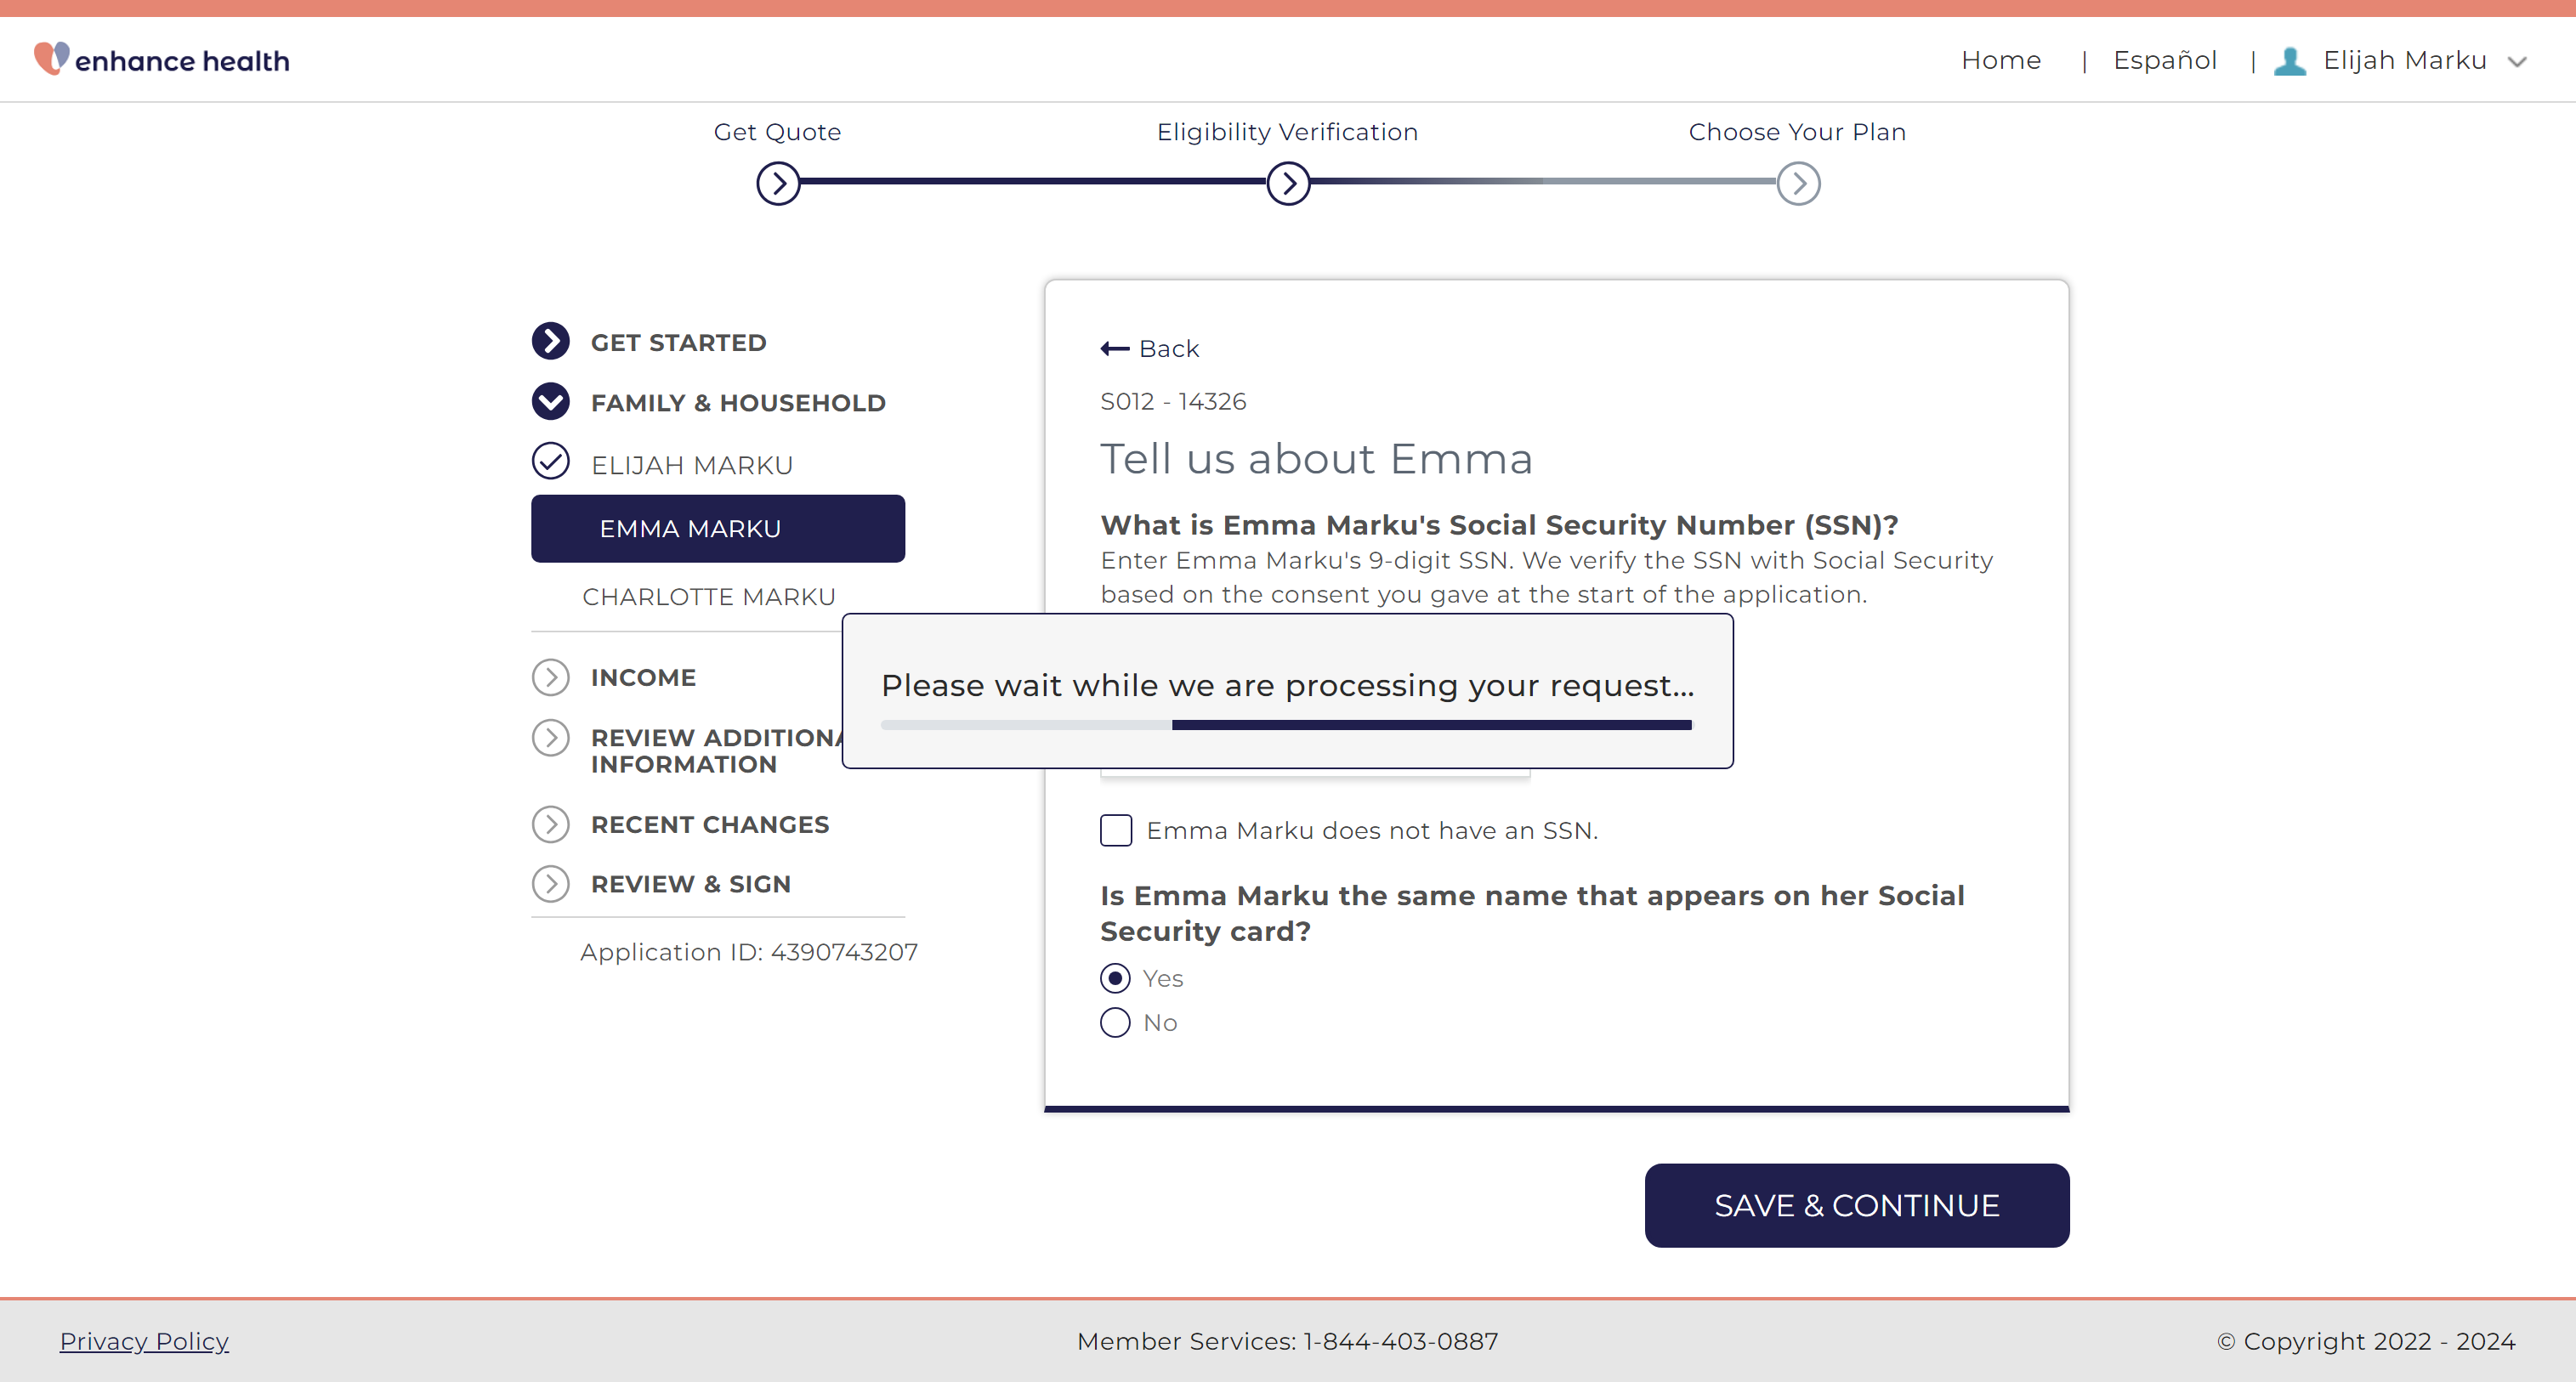 enhance health
Home | Español | Elijah Marku
Get Quote
Eligibility Verification
Choose Your Plan
GET STARTED
FAMILY & HOUSEHOLD
ELIJAH MARKU
EMMA MARKU
CHARLOTTE MARKU
INCOME
REVIEW
INFORMATION
RECENT CHANGES
REVIEW & SIGN
Application ID: 4390743207
Back
S012 - 14326
Tell us about Emma
What is Emma Marku's Social Security Number (SSN)?
Enter Emma Marku's 9-digit SSN. We verify the SSN with Social Security
based on the consent you gave at the start of the application.
Please wait while we are processing your request...
Emma Marku does not have an SSN.
Is Emma Marku the same name that appears on her Social
Security card?
Yes
No
SAVE & CONTINUE
Privacy Policy
Member Services: 1-844-403-0887
© Copyright 2022 - 2024